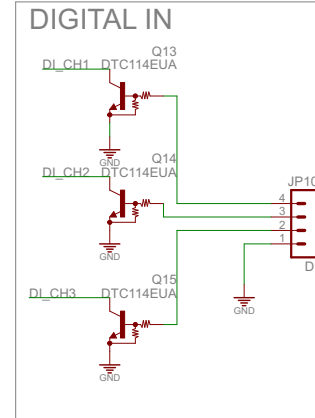 DIGITAL IN
Q13
DI_CH1 DTC114EUA
GND
Q14
DI_CH2 DTC114EUA
GND
JP10
4
3
2
1
D
Q15
DI_CH3 DTC114EUA
GND
GND